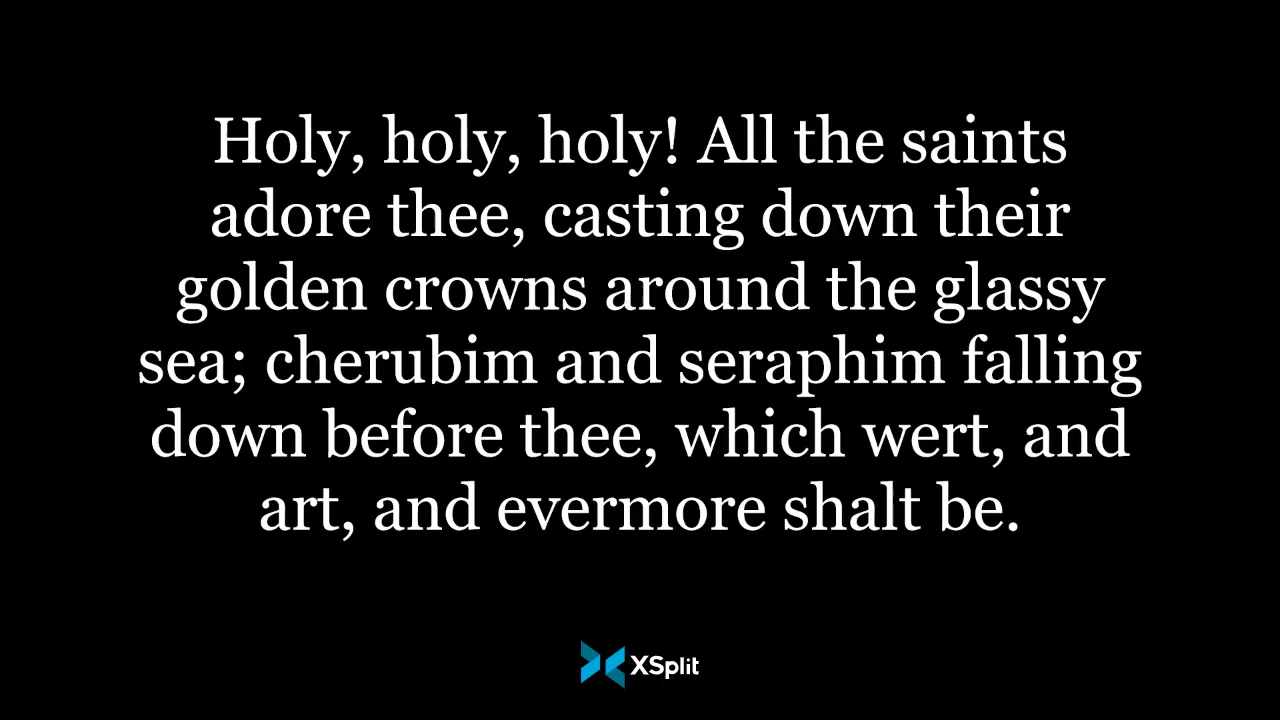 Holy, holy, holy! All the saints
adore thee, casting down their
golden crowns around the glassy
sea; cherubim and seraphim falling
down before thee, which wert, and
art, and evermore shalt be.
XSplit